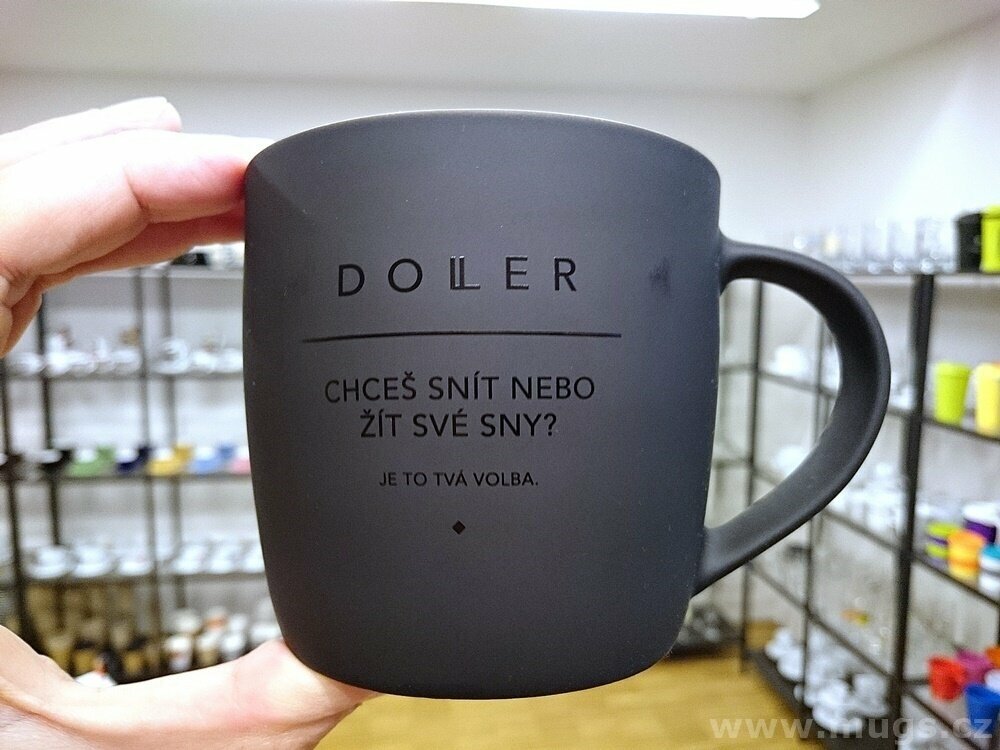 DOLLER
CHCEŠ SNÍT NEBO
ŽÍT SVÉ SNY?
JE TO TVÁ VOLBA.
www.mugs.cz